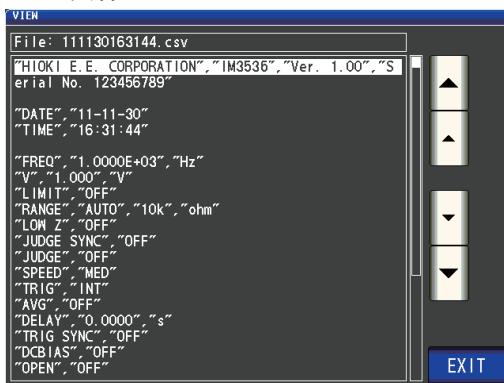 VIEW
File: 111130163144.csv
"HIOKI E.E. CORPORATION","IM3536","Ver. 1.00","S
erial No. 123456789"
"DATE","11-11-30"
"TIME","16:31:44"
"FREQ","1.0000E+03","Hz"
"V","1.000","V"
"LIMIT","OFF"
"RANGE","AUTO","10k","ohm"
"LOW Z","OFF"
"JUDGE SYNC","OFF"
"JUDGE","OFF"
"SPEED","MED"
"TRIG","INT"
"AVG","OFF"
"DELAY","0.0000","s"
"TRIG SYNC","OFF"
"DCBIAS","OFF"
"OPEN","OFF"
EXIT